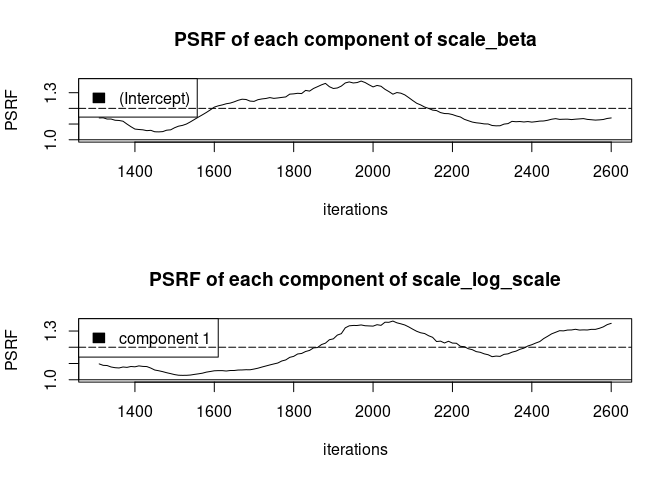 PSRF of each component of scale_beta
PSRF
1.0
1.3
(Intercept)
1400 1600 1800 2000 2200 2400 2600
iterations
PSRF of each component of scale_log_scale
PSRF
1.0
1.3
component 1
1400 1600 1800 2000 2200 2400 2600
iterations